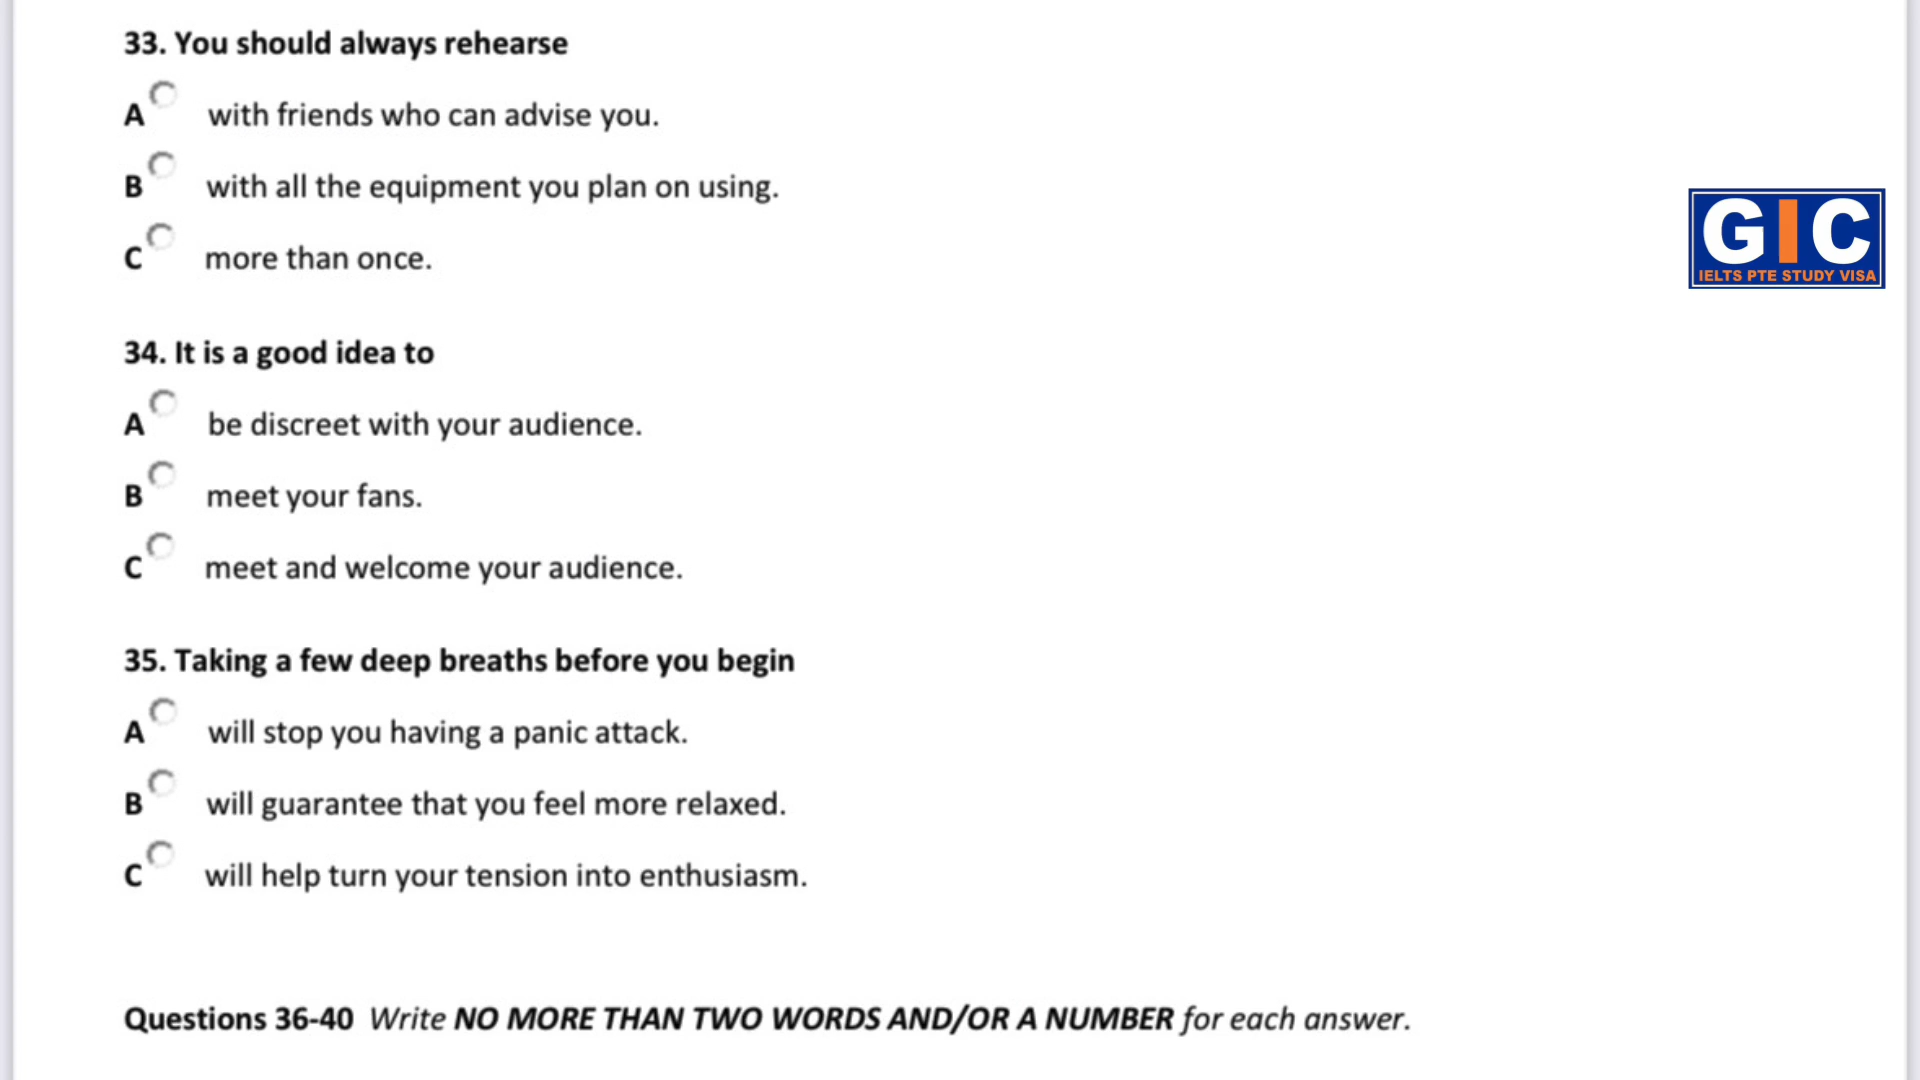 33. You should always rehearse
A with friends who can advise you.
B with all the equipment you plan on using.
C more than once.
GIC
IELTS PTE STUDY VISA
34. It is a good idea to
A be discreet with your audience.
B meet your fans.
C meet and welcome your audience.
35. Taking a few deep breaths before you begin
A will stop you having a panic attack.
B will guarantee that you feel more relaxed.
C will help turn your tension into enthusiasm.
Questions 36-40 Write NO MORE THAN TWO WORDS AND/OR A NUMBER for each answer.